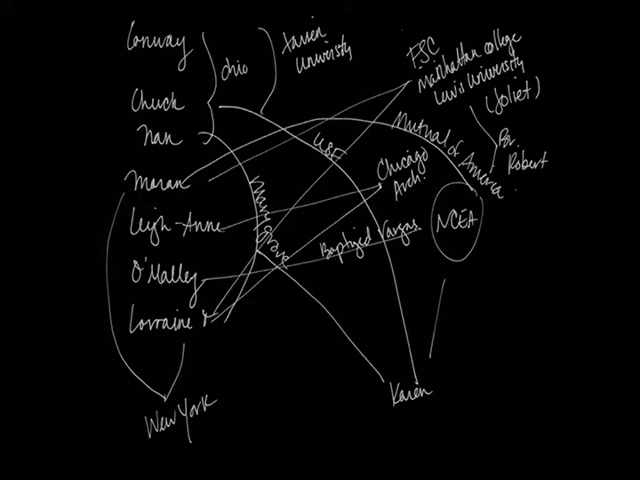 Conway
Chuck
Nan
Moran
Leigh-Anne
O'Malley
Lorraine
New York
Ohio
Xavier
University
USF
Marrigrove
Mutual of America
FSC
Manhattan College
Lewis University
(Joliet)
Br.
Robert
Chicago
Arch.
Baptized Vargas
NCEA
Karen